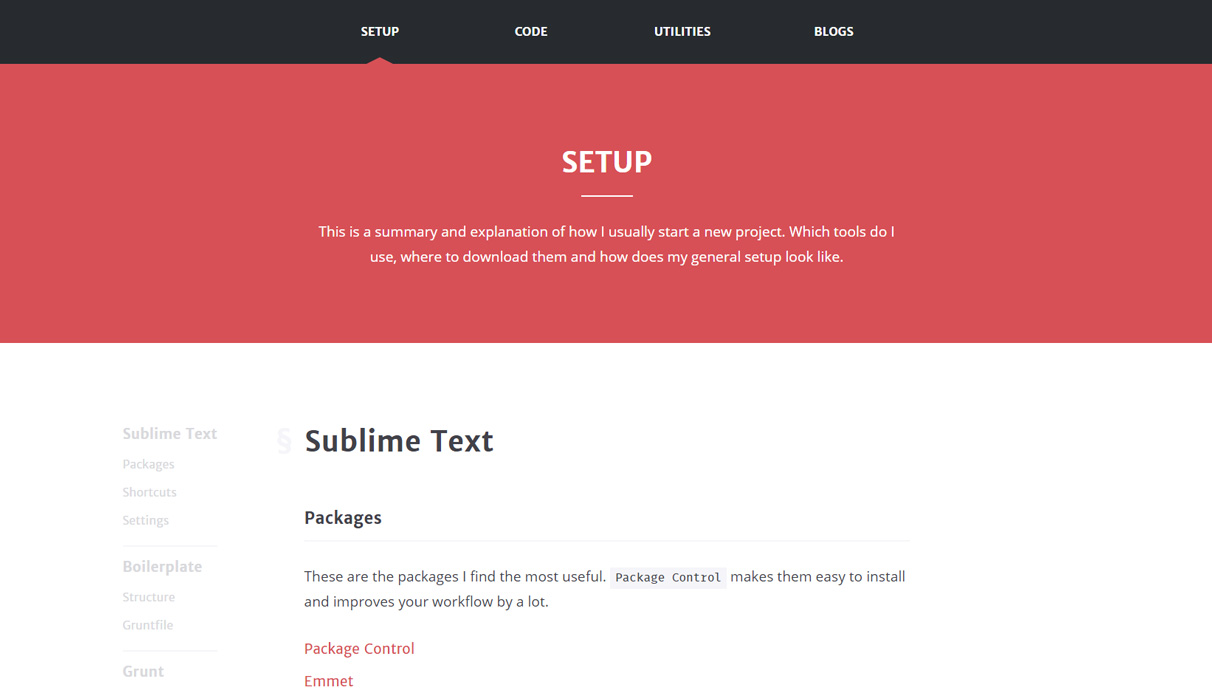 SETUP CODE UTILITIES BLOGS
SETUP
This is a summary and explanation of how I usually start a new project. Which tools do I
use, where to download them and how does my general setup look like.
Sublime Text
Packages
Shortcuts
Settings
Boilerplate
Structure
Gruntfile
Grunt
§ Sublime Text
Packages
These are the packages I find the most useful. Package Control makes them easy to install
and improves your workflow by a lot.
Package Control
Emmet